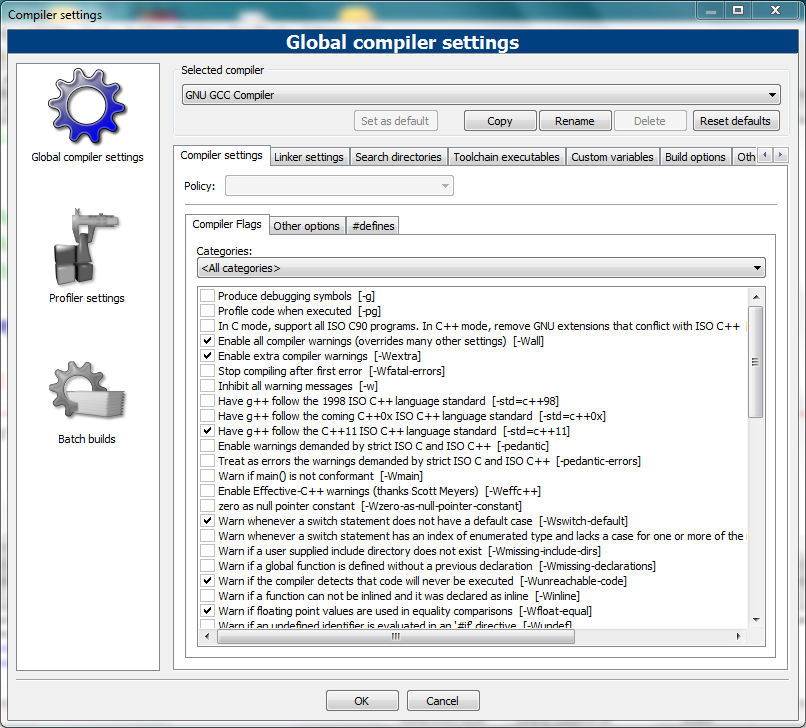 Compiler settings
Global compiler settings
Global compiler settings
Profiler settings
Batch builds
Selected compiler
GNU GCC Compiler
Set as default Copy Rename Delete Reset defaults
Compiler settings Linker settings Search directories Toolchain executables Custom variables Build options Oth
Policy:
Compiler Flags Other options #defines
Categories:
<All categories>
Produce debugging symbols [-g]
Profile code when executed [-pg]
In C mode, support all ISO C90 programs. In C++ mode, remove GNU extensions that conflict with ISO C++ [
Enable all compiler warnings (overrides many other settings) [-Wall]
Enable extra compiler warnings [-Wextra]
Stop compiling after first error [-Wfatal-errors]
Inhibit all warning messages [-w]
Have g++ follow the 1998 ISO C++ language standard [-std=c++98]
Have g++ follow the coming C++0x ISO C++ language standard [-std=c++0x]
Have g++ follow the C++11 ISO C++ language standard [-std=c++11]
Enable warnings demanded by strict ISO C and ISO C++ [-pedantic]
Treat as errors the warnings demanded by strict ISO C and ISO C++ [-pedantic-errors]
Warn if main() is not conformant [-Wmain]
Enable Effective-C++ warnings (thanks Scott Meyers) [-Weffc++]
zero as null pointer constant [-Wzero-as-null-pointer-constant]
Warn whenever a switch statement does not have a default case [-Wswitch-default]
Warn whenever a switch statement has an index of enumerated type and lacks a case for one or more of the
Warn if a user supplied include directory does not exist [-Wmissing-include-dirs]
Warn if a global function is defined without a previous declaration [-Wmissing-declarations]
Warn if the compiler detects that code will never be executed [-Wunreachable-code]
Warn if a function can not be inlined and it was declared as inline [-Winline]
Warn if floating point values are used in equality comparisons [-Wfloat-equal]
Warn if an undefined identifier is evaluated in an '#if' directive [-Wundef]
OK Cancel